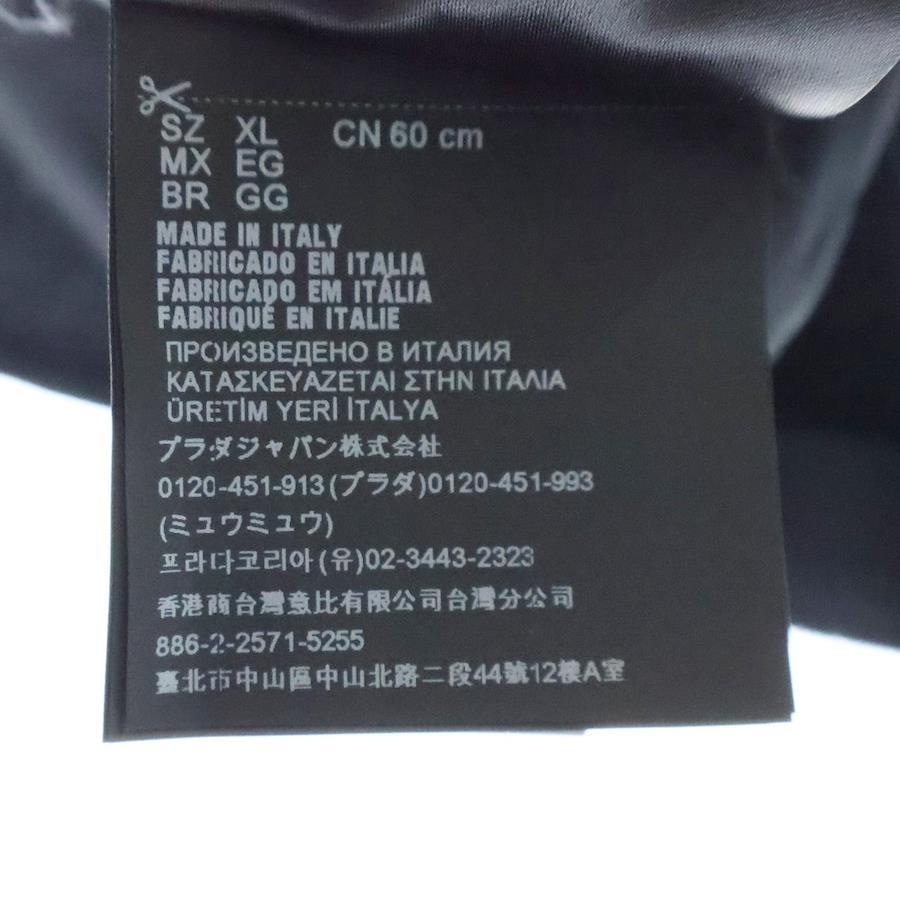 SZ XL CN 60 cm
MX EG
BR GG
MADE IN ITALY
FABRICADO EN ITALIA
FABRICADO EM ITÁLIA
FABRIQUÉ EN ITALIE
ПРОИЗВЕДЕНО В ИТАЛИЯ
ΚΑΤΑΣΚΕΥΑΖΕΤΑΙ ΣΤΗΝ ΙΤΑΛΙΑ
ÜRETİM YERİ İTALYA
プラダジャパン株式会社
0120-451-913(プラダ)0120-451-993
(ミュウミュウ)
프라다코리아(유)02-3443-2323
香港商台灣意比有限公司台灣分公司
886-2-2571-5255
臺北市中山區中山北路二段44號12樓A室